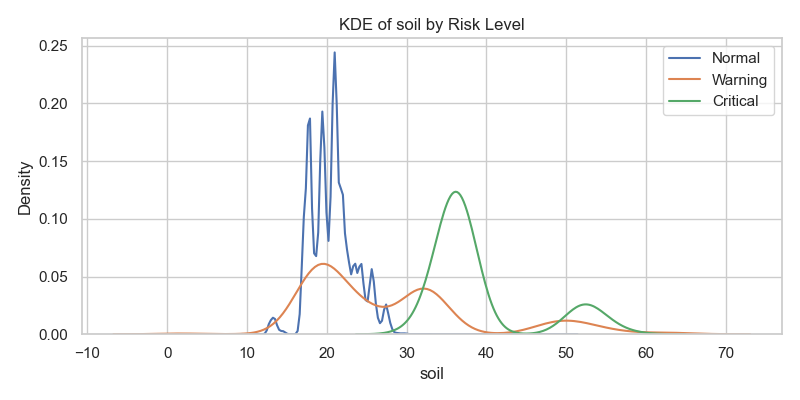 KDE of soil by Risk Level
Density
0.25
0.20
0.15
0.10
0.05
0.00
Normal
Warning
Critical
−10
0
10
20
30
40
50
60
70
soil